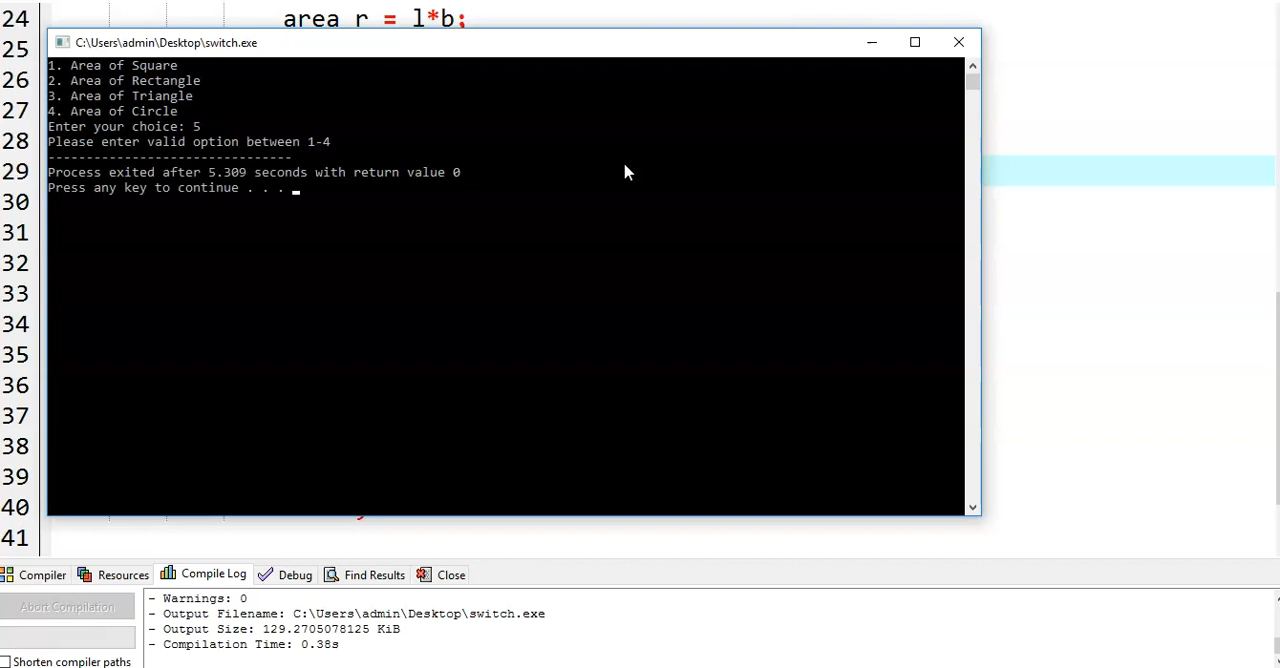 24 area r = l*b;
C:\Users\admin\Desktop\switch.exe
25
1. Area of Square
26
2. Area of Rectangle
3. Area of Triangle
27
4. Area of Circle
Enter your choice: 5
28
Please enter valid option between 1-4
--------------------------------
29
Process exited after 5.309 seconds with return value 0
Press any key to continue . . .
30
31
32
33
34
35
36
37
38
39
40
41
Compiler Resources Compile Log Debug Find Results Close
Abort Compilation
- Warnings: 0
- Output Filename: C:\Users\admin\Desktop\switch.exe
- Output Size: 129.2705078125 KiB
- Compilation Time: 0.38s
Shorten compiler paths